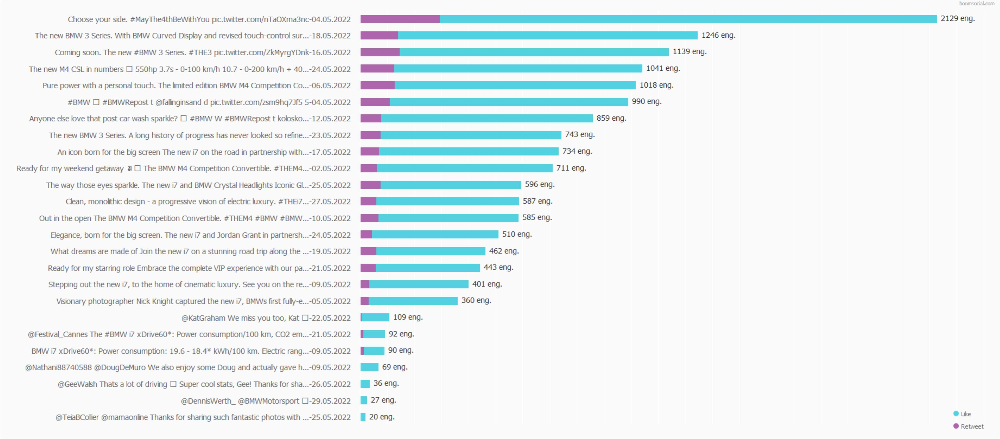 boomsocial.com
Choose your side. #MayThe4thBeWithYou pic.twitter.com/nTaOXma3nc-04.05.2022 2129 eng.
The new BMW 3 Series. With BMW Curved Display and revised touch-control sur...-18.05.2022 1246 eng.
Coming soon. The new #BMW 3 Series. #THE3 pic.twitter.com/ZkMyrgYDnk-16.05.2022 1139 eng.
The new M4 CSL in numbers □ 550hp 3.7s - 0-100 km/h 10.7 - 0-200 km/h + 40...-24.05.2022 1041 eng.
Pure power with a personal touch. The limited edition BMW M4 Competition Co...-06.05.2022 1018 eng.
#BMW □ #BMWRepost t @fallinginsand d pic.twitter.com/zsm9hq7Jf5 5-04.05.2022 990 eng.
Anyone else love that post car wash sparkle? □ #BMW W #BMWRepost t kolosko...-12.05.2022 859 eng.
The new BMW 3 Series. A long history of progress has never looked so refine...-23.05.2022 743 eng.
An icon born for the big screen The new i7 on the road in partnership with...-17.05.2022 734 eng.
Ready for my weekend getaway ✌□ The BMW M4 Competition Convertible. #THEM4...-02.05.2022 711 eng.
The way those eyes sparkle. The new i7 and BMW Crystal Headlights Iconic Gl...-25.05.2022 596 eng.
Clean, monolithic design - a progressive vision of electric luxury. #THEi7...-27.05.2022 587 eng.
Out in the open The BMW M4 Competition Convertible. #THEM4 #BMW #BMW...-10.05.2022 585 eng.
Elegance, born for the big screen. The new i7 and Jordan Grant in partnersh...-24.05.2022 510 eng.
What dreams are made of Join the new i7 on a stunning road trip along the ...-19.05.2022 462 eng.
Ready for my starring role Embrace the complete VIP experience with our pa...-21.05.2022 443 eng.
Stepping out the new i7, to the home of cinematic luxury. See you on the re...-09.05.2022 401 eng.
Visionary photographer Nick Knight captured the new i7, BMWs first fully-e...-05.05.2022 360 eng.
@KatGraham We miss you too, Kat □-22.05.2022 109 eng.
@Festival_Cannes The #BMW i7 xDrive60*: Power consumption/100 km, CO2 em...-21.05.2022 92 eng.
BMW i7 xDrive60*: Power consumption: 19.6 - 18.4* kWh/100 km. Electric rang...-09.05.2022 90 eng.
@Nathani88740588 @DougDeMuro We also enjoy some Doug and actually gave h...-09.05.2022 69 eng.
@GeeWalsh Thats a lot of driving □ Super cool stats, Gee! Thanks for sha...-26.05.2022 36 eng.
@DennisWerth_ @BMWMotorsport □-29.05.2022 27 eng.
@TeiaBCollier @mamaonline Thanks for sharing such fantastic photos with ...-25.05.2022 20 eng.
Like
Retweet